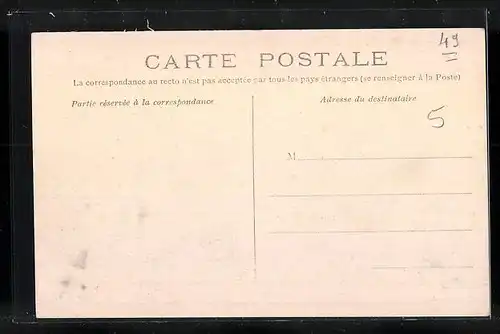 49
CARTE POSTALE
La correspondance au recto n'est pas acceptée par tous les pays étrangers (se renseigner à la Poste)
Partie réservée à la correspondance
Adresse du destinataire
5
M